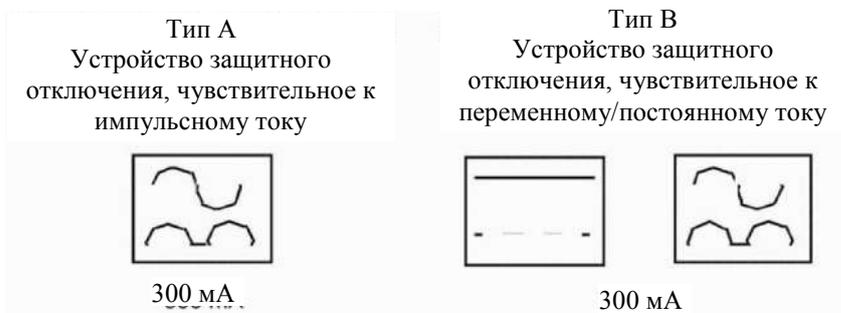 Тип А
Устройство защитного
отключения, чувствительное к
импульсному току
300 мА
Тип В
Устройство защитного
отключения, чувствительное к
переменному/постоянному току
300 мА